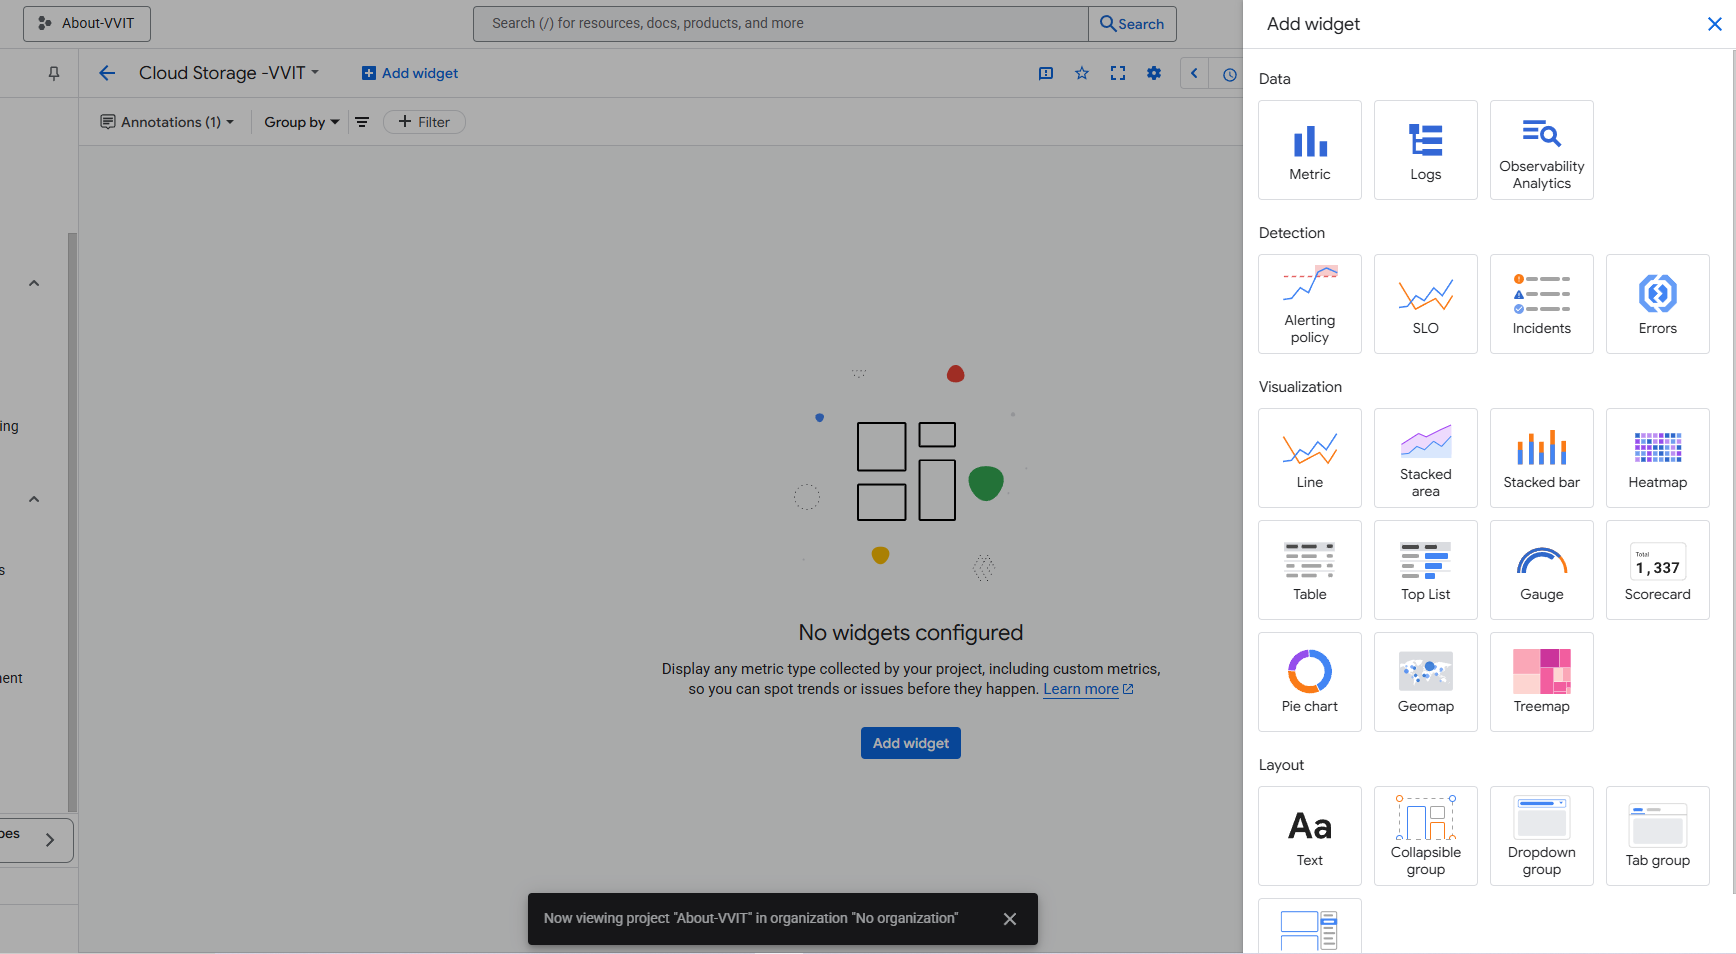 About-VVIT
Search (/) for resources, docs, products, and more
Search
Add widget
Cloud Storage -VVIT
Add widget
Annotations (1)
Group by
Filter
Data
Metric
Logs
Observability
Analytics
Detection
Alerting
policy
SLO
Incidents
Errors
Visualization
Line
Stacked
area
Stacked bar
Heatmap
Table
Top List
Gauge
Total
1,337
Scorecard
Pie chart
Geomap
Treemap
Layout
Aa
Text
Collapsible
group
Dropdown
group
Tab group
ing
s
ent
pes
No widgets configured
Display any metric type collected by your project, including custom metrics,
so you can spot trends or issues before they happen. Learn more
Add widget
Now viewing project "About-VVIT" in organization "No organization"